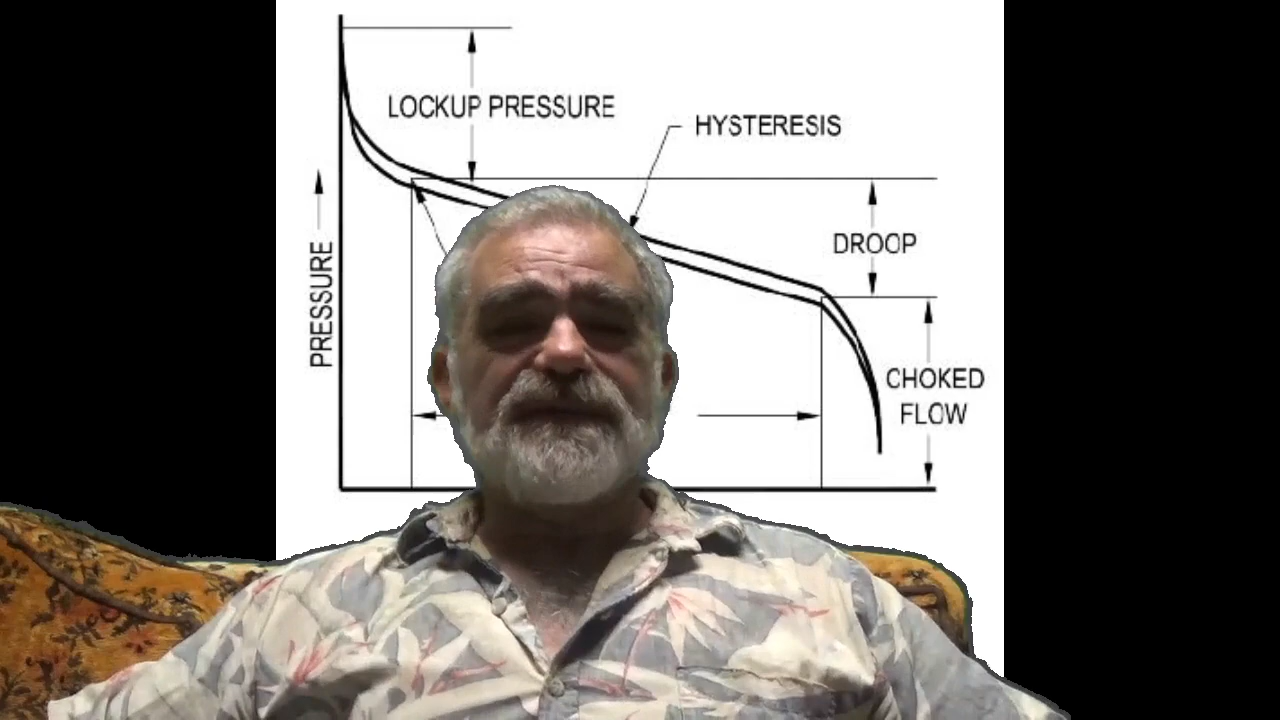 LOCKUP PRESSURE
HYSTERESIS
DROOP
PRESSURE
CHOKED
FLOW